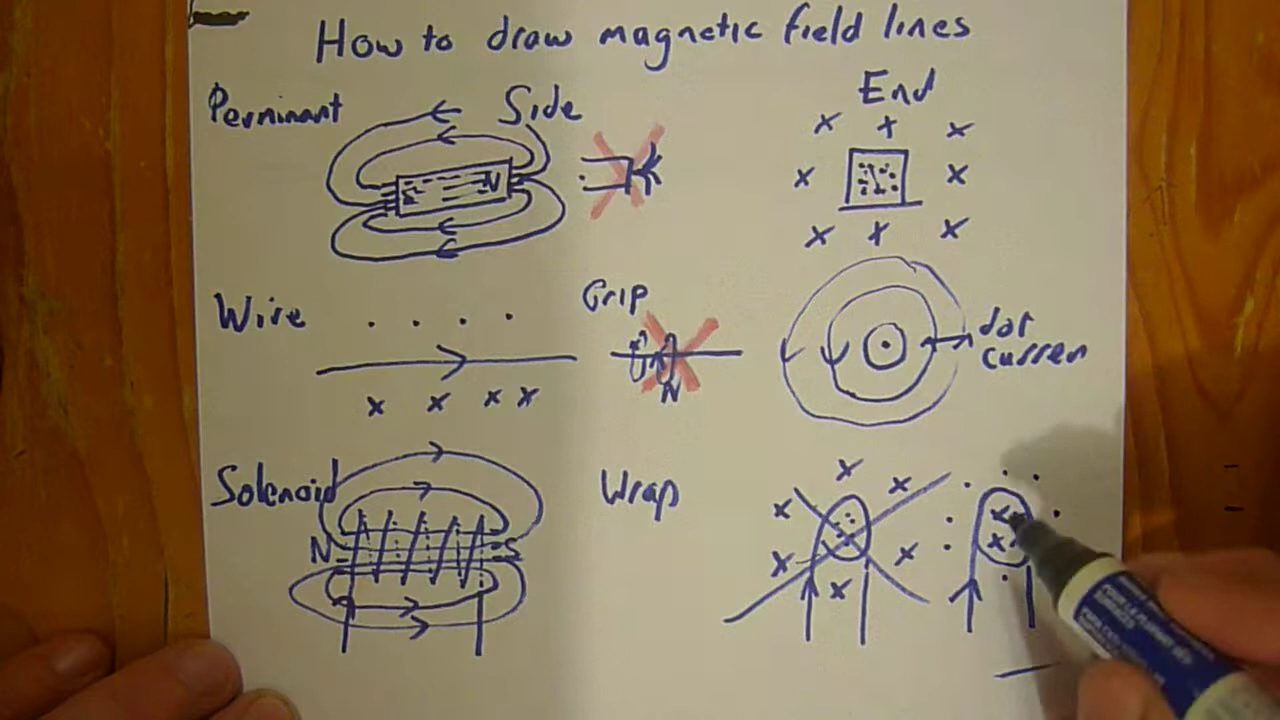 How to draw magnetic field lines
Perminant
Side
End
S
N
Wire
Grip
N
dot
curren
Solenoid
Wrap
N
S